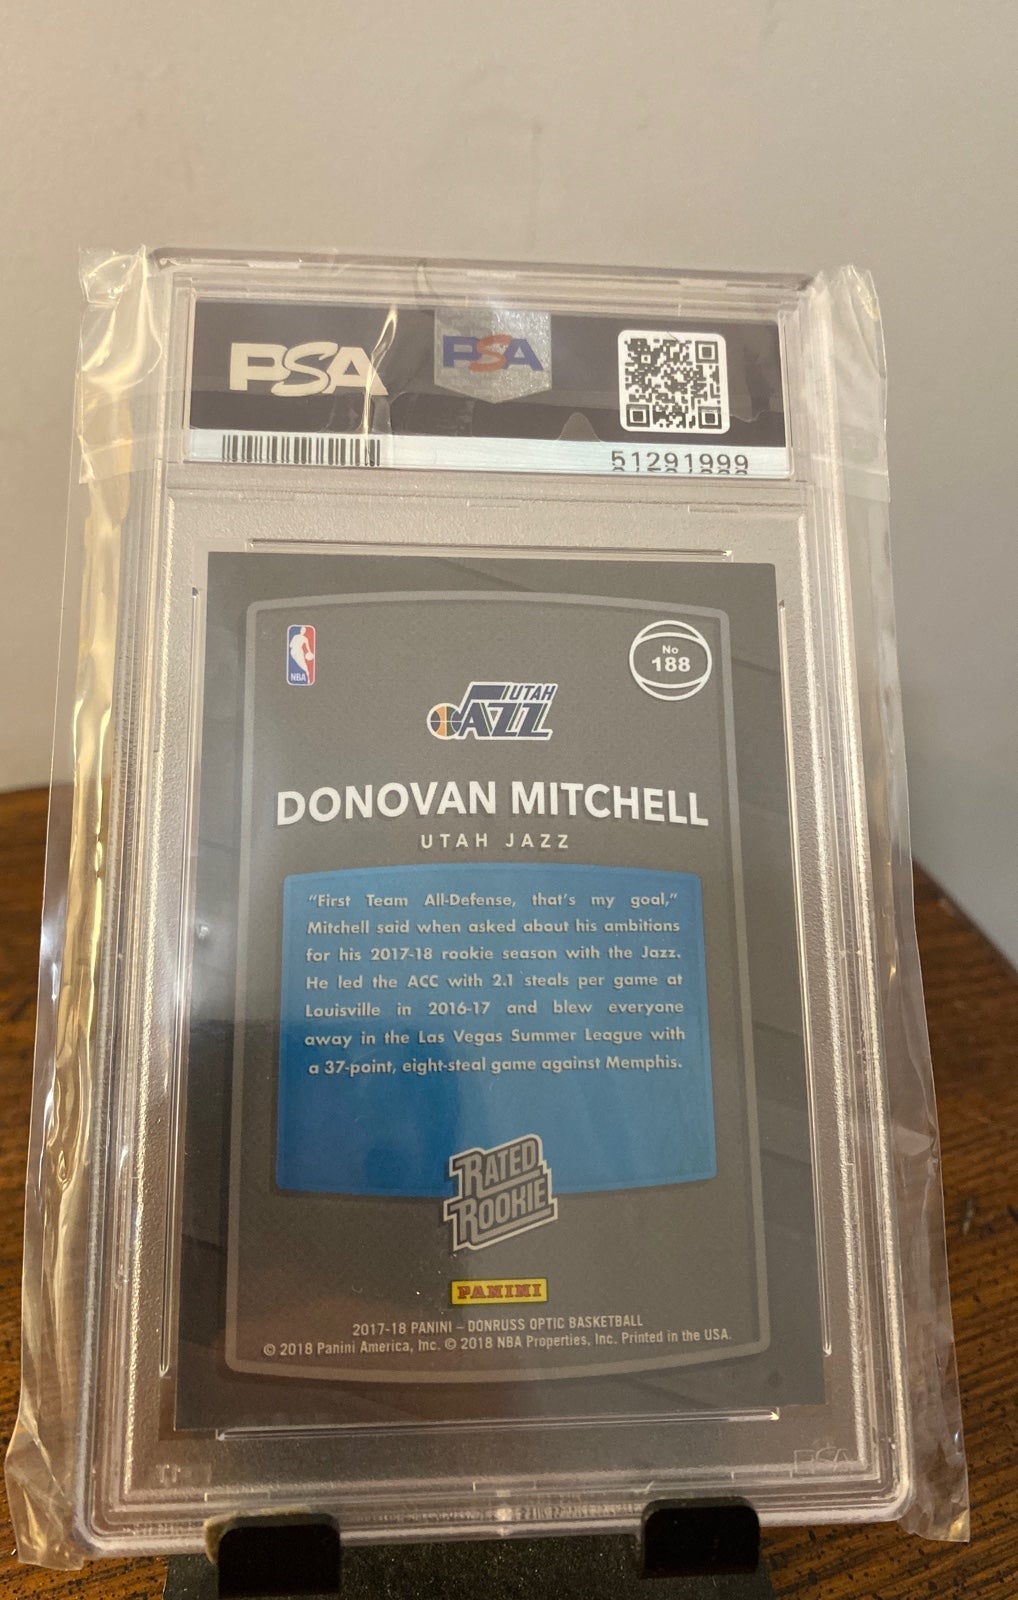 PSA
PSA
51291999
NBA
No
188
UTAH
JAZZ
DONOVAN MITCHELL
UTAH JAZZ
"First Team All-Defense, that's my goal,"
Mitchell said when asked about his ambitions
for his 2017-18 rookie season with the Jazz.
He led the ACC with 2.1 steals per game at
Louisville in 2016-17 and blew everyone
away in the Las Vegas Summer League with
a 37-point, eight-steal game against Memphis.
RATED
ROOKIE
PANINI
2017-18 PANINI – DONRUSS OPTIC BASKETBALL
© 2018 Panini America, Inc. © 2018 NBA Properties, Inc. Printed in the USA.
PSA